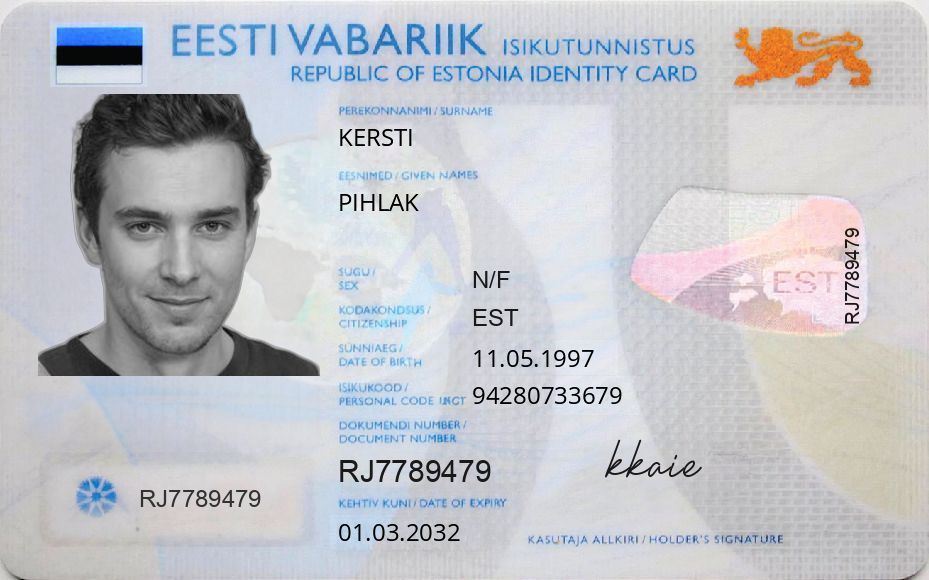 EESTI VABARIIK ISIKUTUNNISTUS
REPUBLIC OF ESTONIA IDENTITY CARD
PEREKONNANIMI / SURNAME
KERSTI
EESNIMED / GIVEN NAMES
PIHLAK
SUGU /
SEX
N/F
KODAKONDSUS /
CITIZENSHIP
EST
SÜNNIAEG /
DATE OF BIRTH
11.05.1997
ISIKUKOOD /
PERSONAL CODE
94280733679
DOKUMENDI NUMBER /
DOCUMENT NUMBER
RJ7789479
KEHTIV KUNI / DATE OF EXPIRY
01.03.2032
RJ7789479
EST
RJ7789479
kkaie
KASUTAJA ALLKIRI / HOLDER'S SIGNATURE